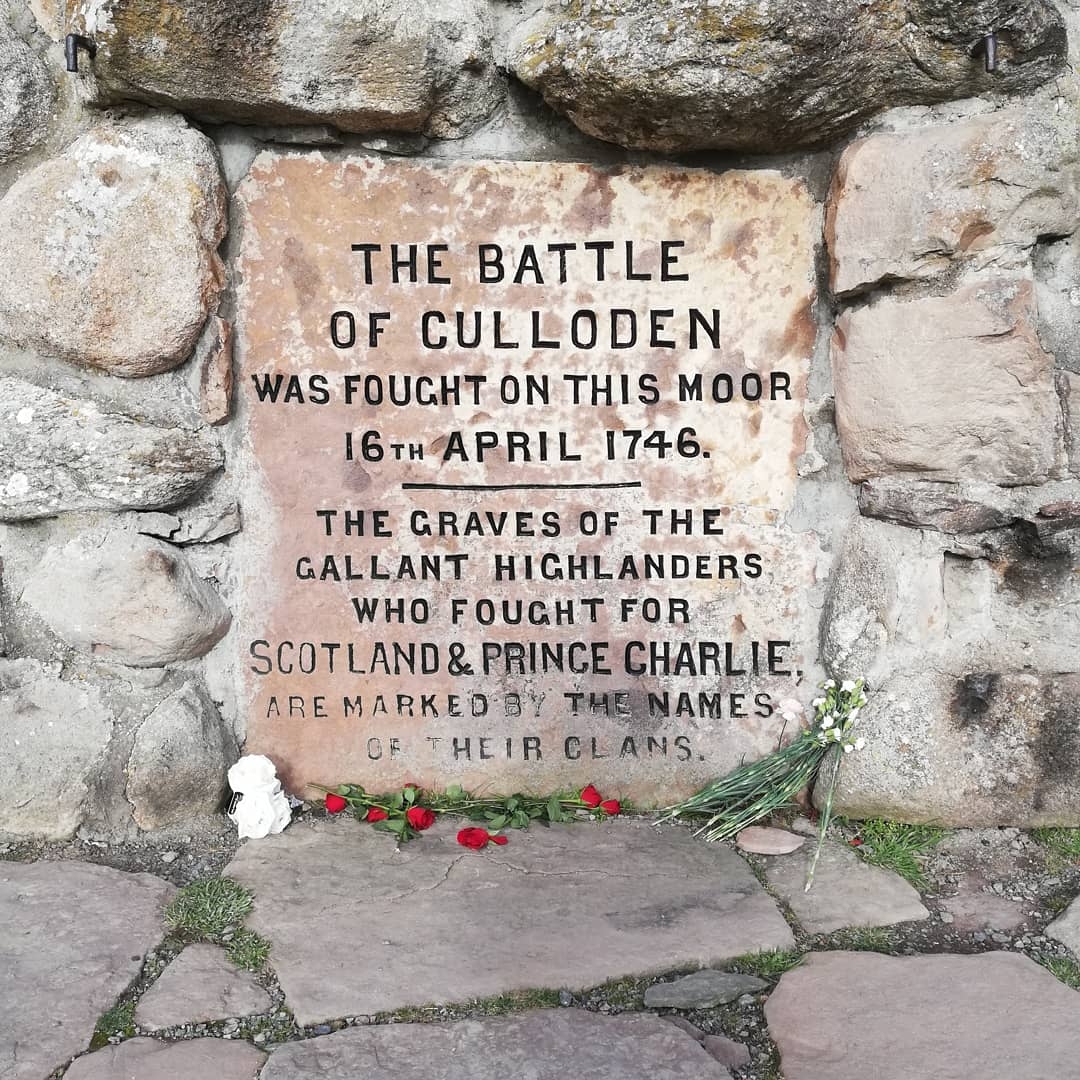 THE BATTLE
OF CULLODEN
WAS FOUGHT ON THIS MOOR
16TH APRIL 1746.
THE GRAVES OF THE
GALLANT HIGHLANDERS
WHO FOUGHT FOR
SCOTLAND & PRINCE CHARLIE,
ARE MARKED BY THE NAMES
OF THEIR CLANS.